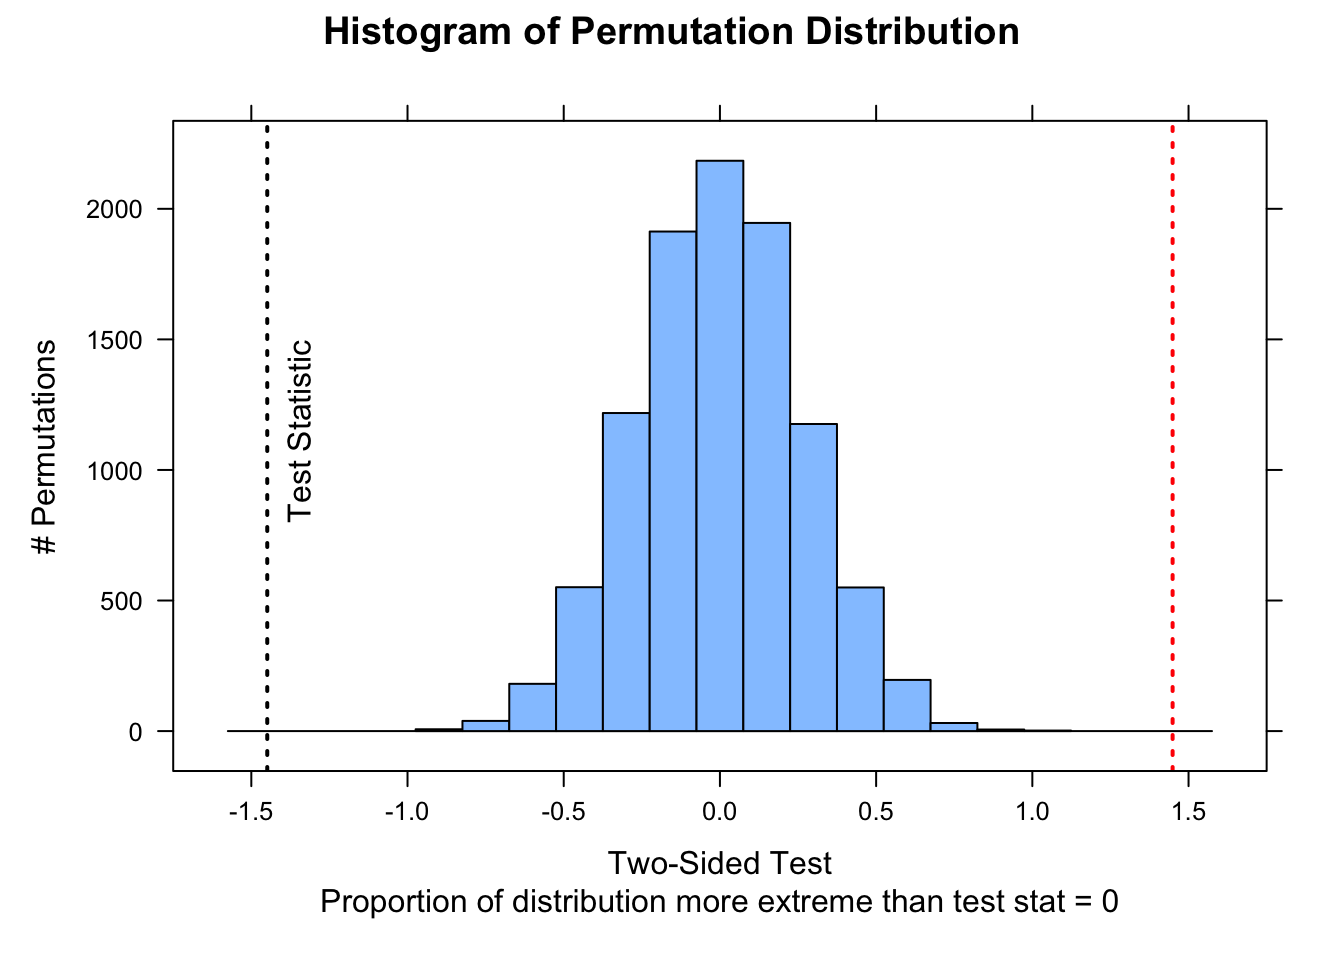 Histogram of Permutation Distribution
2000
1500
1000
500
0
# Permutations
Test Statistic
-1.5 -1.0 -0.5 0.0 0.5 1.0 1.5
Two-Sided Test
Proportion of distribution more extreme than test stat = 0